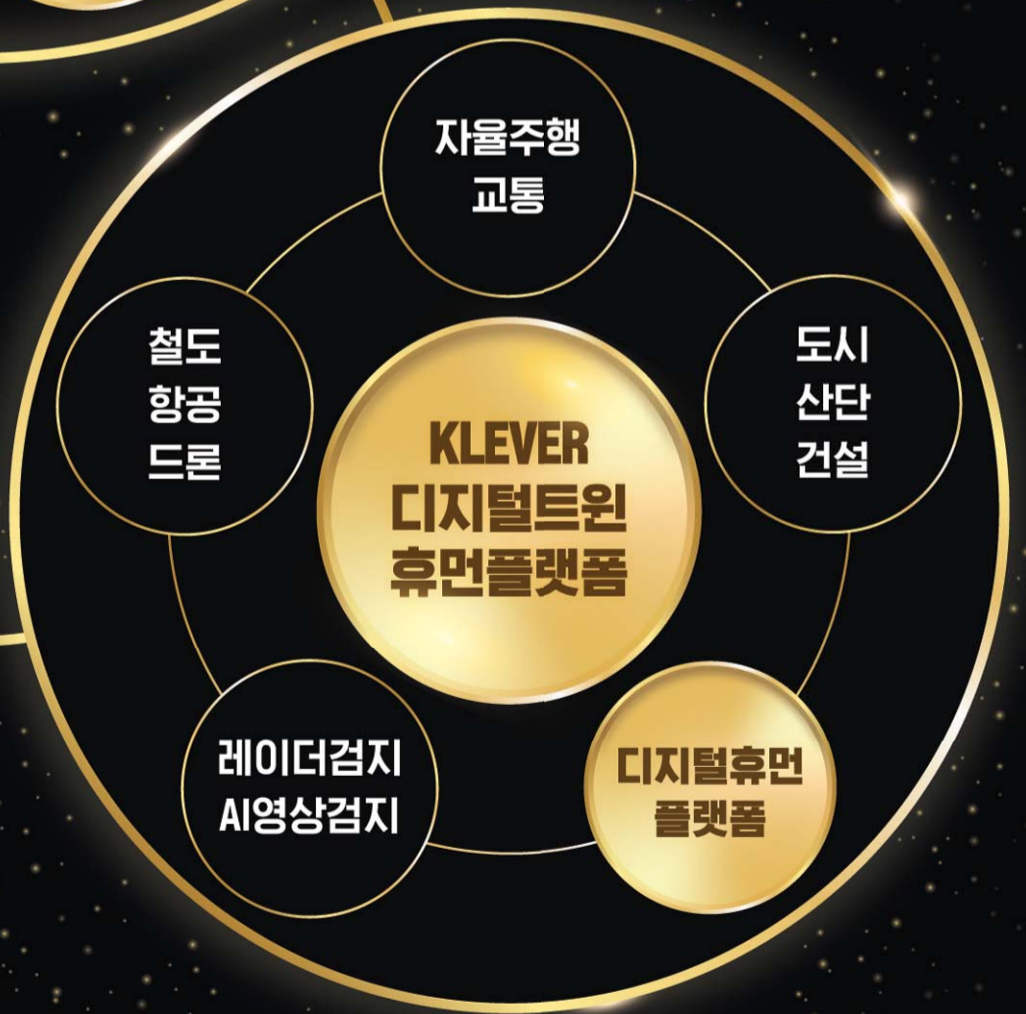 자율주행
교통
철도
항공
드론
도시
산단
건설
KLEVER
디지털트윈
휴먼플랫폼
레이더검지
AI영상검지
디지털휴먼
플랫폼